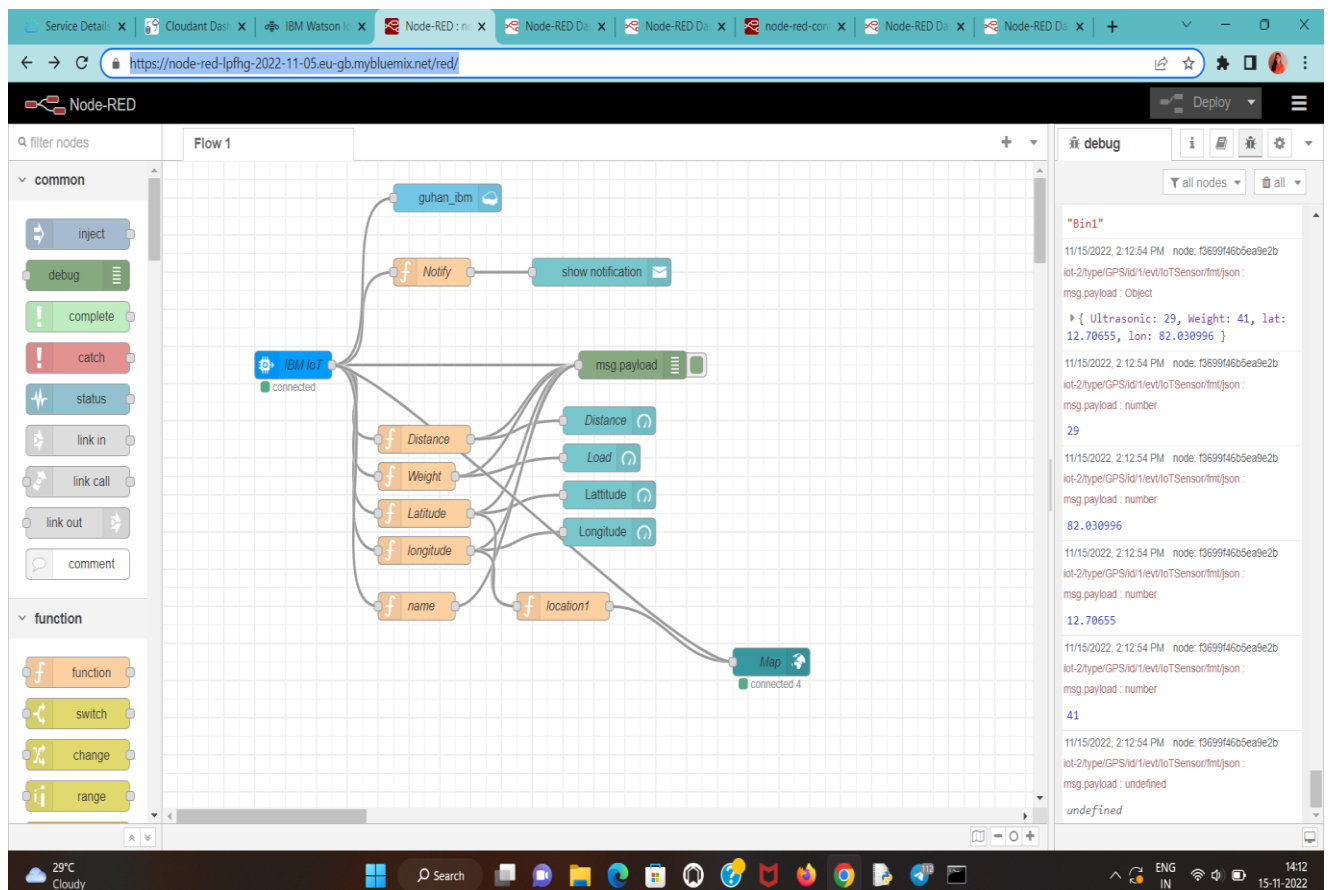 Service Details
Cloudant Dash
IBM Watson Io
Node-RED : no
Node-RED Da
Node-RED Da
node-red-con
Node-RED Da
Node-RED Da
https://node-red-lpfhg-2022-11-05.eu-gb.mybluemix.net/red/
Node-RED
Deploy
filter nodes
Flow 1
debug
i
common
all nodes
all
inject
debug
complete
catch
status
link in
link call
link out
comment
function
function
switch
change
range
guhan_ibm
Notify
show notification
IBM IoT
connected
msg.payload
Distance
Distance
Weight
Load
Latitude
Lattitude
longitude
Longitude
name
location1
Map
connected 4
"Bin1"
11/15/2022, 2:12:54 PM node: f3699f46b5ea9e2b
iot-2/type/GPS/id/1/evt/IoTSensor/fmt/json :
msg.payload : Object
{ Ultrasonic: 29, Weight: 41, lat:
12.70655, lon: 82.030996 }
11/15/2022, 2:12:54 PM node: f3699f46b5ea9e2b
iot-2/type/GPS/id/1/evt/IoTSensor/fmt/json :
msg.payload : number
29
11/15/2022, 2:12:54 PM node: f3699f46b5ea9e2b
iot-2/type/GPS/id/1/evt/IoTSensor/fmt/json :
msg.payload : number
82.030996
11/15/2022, 2:12:54 PM node: f3699f46b5ea9e2b
iot-2/type/GPS/id/1/evt/IoTSensor/fmt/json :
msg.payload : number
12.70655
11/15/2022, 2:12:54 PM node: f3699f46b5ea9e2b
iot-2/type/GPS/id/1/evt/IoTSensor/fmt/json :
msg.payload : number
41
11/15/2022, 2:12:54 PM node: f3699f46b5ea9e2b
iot-2/type/GPS/id/1/evt/IoTSensor/fmt/json :
msg.payload : undefined
undefined
29°C
Cloudy
Search
112
ENG
IN
14:12
15-11-2022